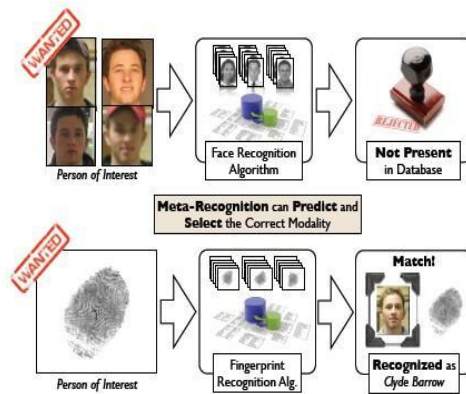 WANTED
Person of Interest
Face Recognition
Algorithm
REJECTED
Not Present
in Database
Meta-Recognition can Predict and
Select the Correct Modality
WANTED
Person of Interest
Fingerprint
Recognition Alg.
Match!
Recognized as
Clyde Barrow